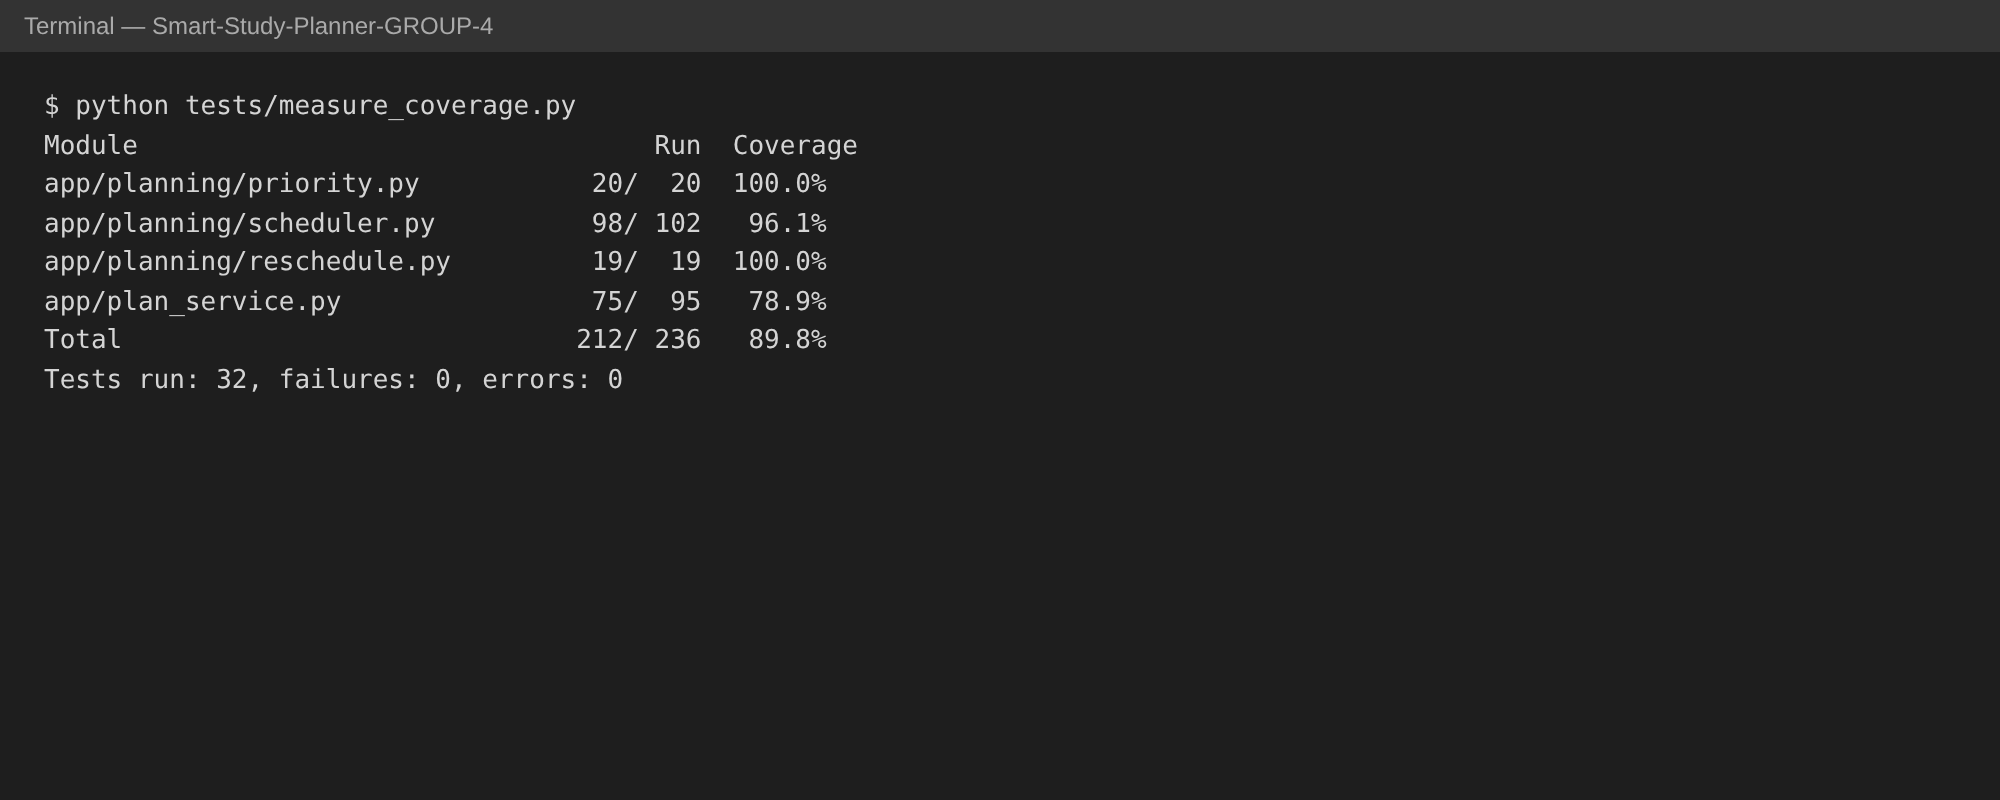 Terminal — Smart-Study-Planner-GROUP-4
$ python tests/measure_coverage.py
Module                                 Run  Coverage
app/planning/priority.py           20/  20  100.0%
app/planning/scheduler.py          98/ 102   96.1%
app/planning/reschedule.py         19/  19  100.0%
app/plan_service.py                75/  95   78.9%
Total                             212/ 236   89.8%
Tests run: 32, failures: 0, errors: 0